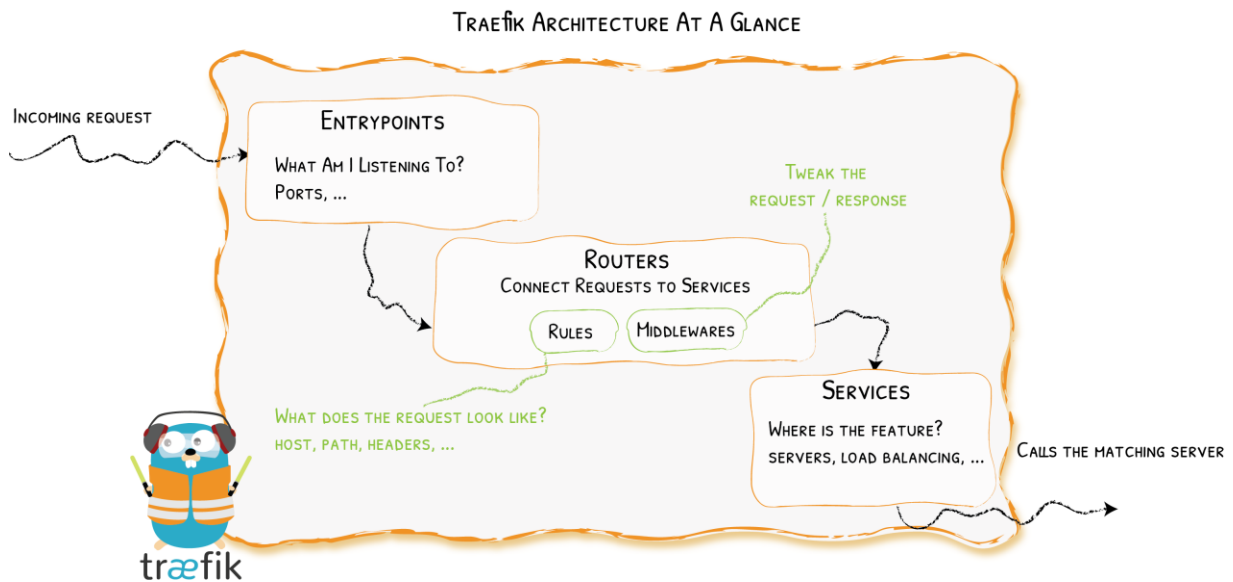 Traefik Architecture At A Glance
Incoming request
Entrypoints
What Am I Listening To?
Ports, ...
Tweak the
request / response
Routers
Connect Requests to Services
Rules
Middlewares
What does the request look like?
host, path, headers, ...
Services
Where is the feature?
servers, load balancing, ...
Calls the matching server
træfik